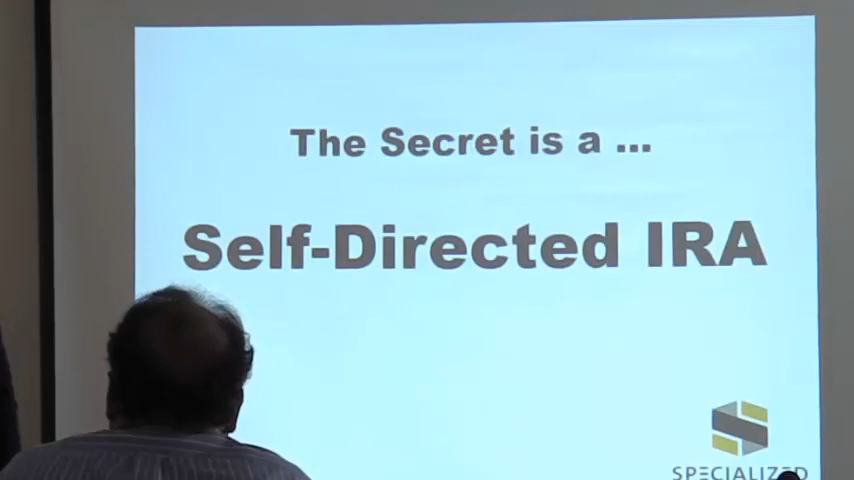 The Secret is a ...
Self-Directed IRA
SPECIALIZED